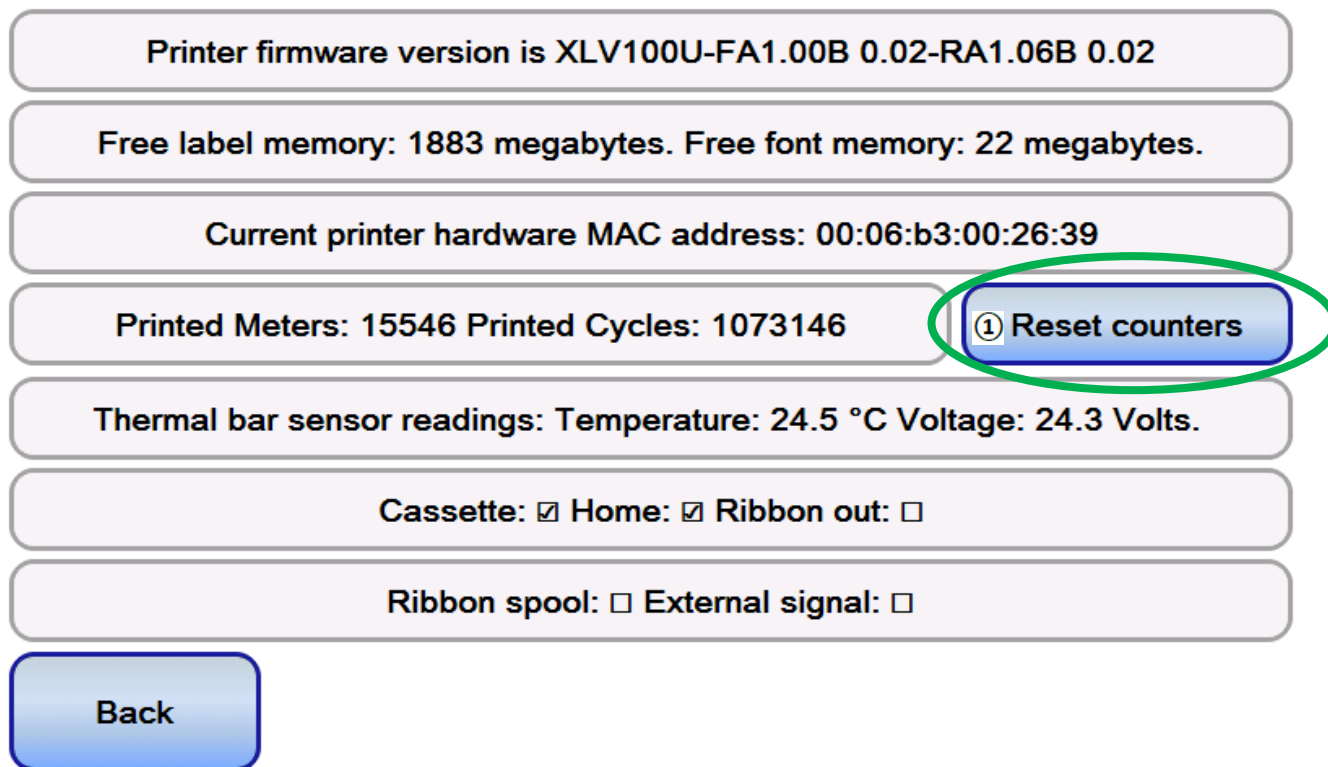 Printer firmware version is XLV100U-FA1.00B 0.02-RA1.06B 0.02
Free label memory: 1883 megabytes. Free font memory: 22 megabytes.
Current printer hardware MAC address: 00:06:b3:00:26:39
Printed Meters: 15546 Printed Cycles: 1073146
① Reset counters
Thermal bar sensor readings: Temperature: 24.5 °C Voltage: 24.3 Volts.
Cassette: ☑ Home: ☑ Ribbon out: ☐
Ribbon spool: ☐ External signal: ☐
Back